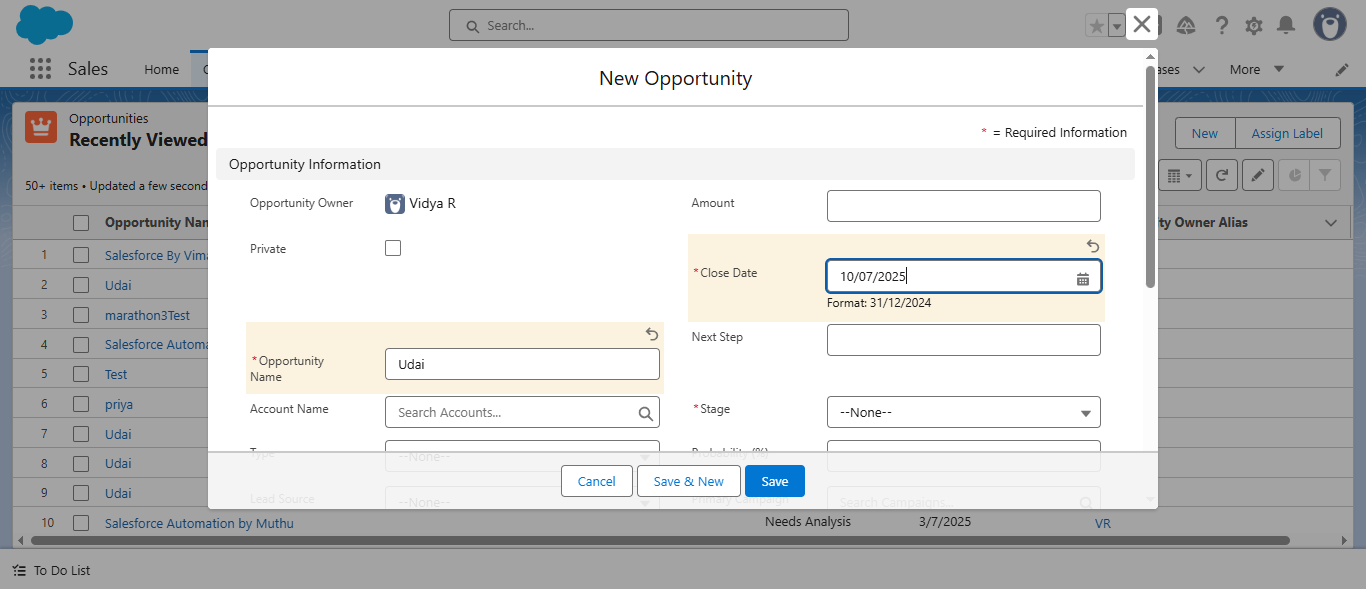 Search...
Sales
Home
More
Opportunities
Recently Viewed
New
Assign Label
50+ items • Updated a few second
Opportunity Nam
ty Owner Alias
1 Salesforce By Vima
2 Udai
3 marathon3Test
4 Salesforce Automa
5 Test
6 priya
7 Udai
8 Udai
9 Udai
10 Salesforce Automation by Muthu Needs Analysis 3/7/2025 VR
To Do List
New Opportunity
* = Required Information
Opportunity Information
Opportunity Owner Vidya R
Amount
Private
*Close Date 10/07/2025
Format: 31/12/2024
*Opportunity Name Udai
Next Step
Account Name Search Accounts...
*Stage --None--
Type --None--
Probability (%)
Lead Source --None--
Primary Campaign Search Campaigns...
Cancel
Save & New
Save